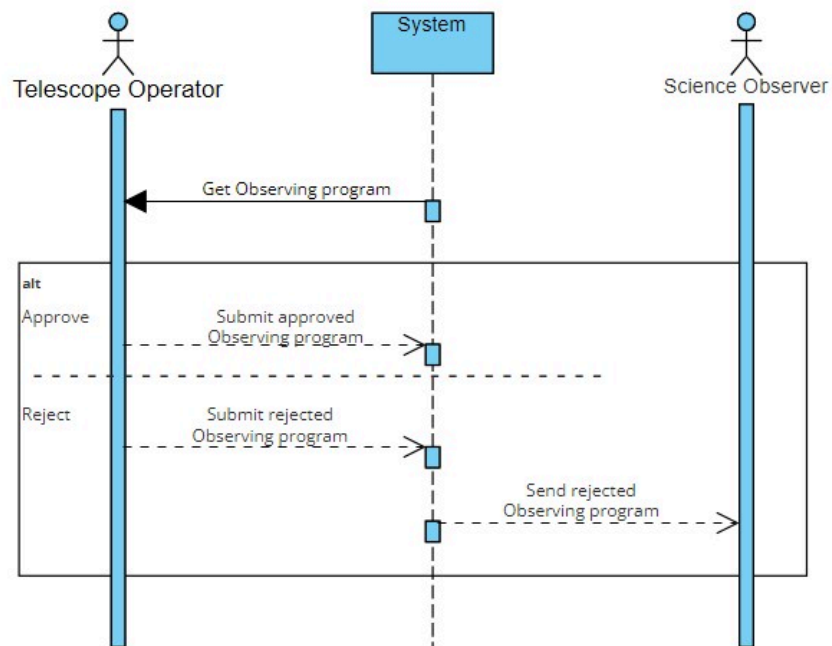 System
Telescope Operator
Science Observer
Get Observing program
alt
Approve
Submit approved
Observing program
Reject
Submit rejected
Observing program
Send rejected
Observing program